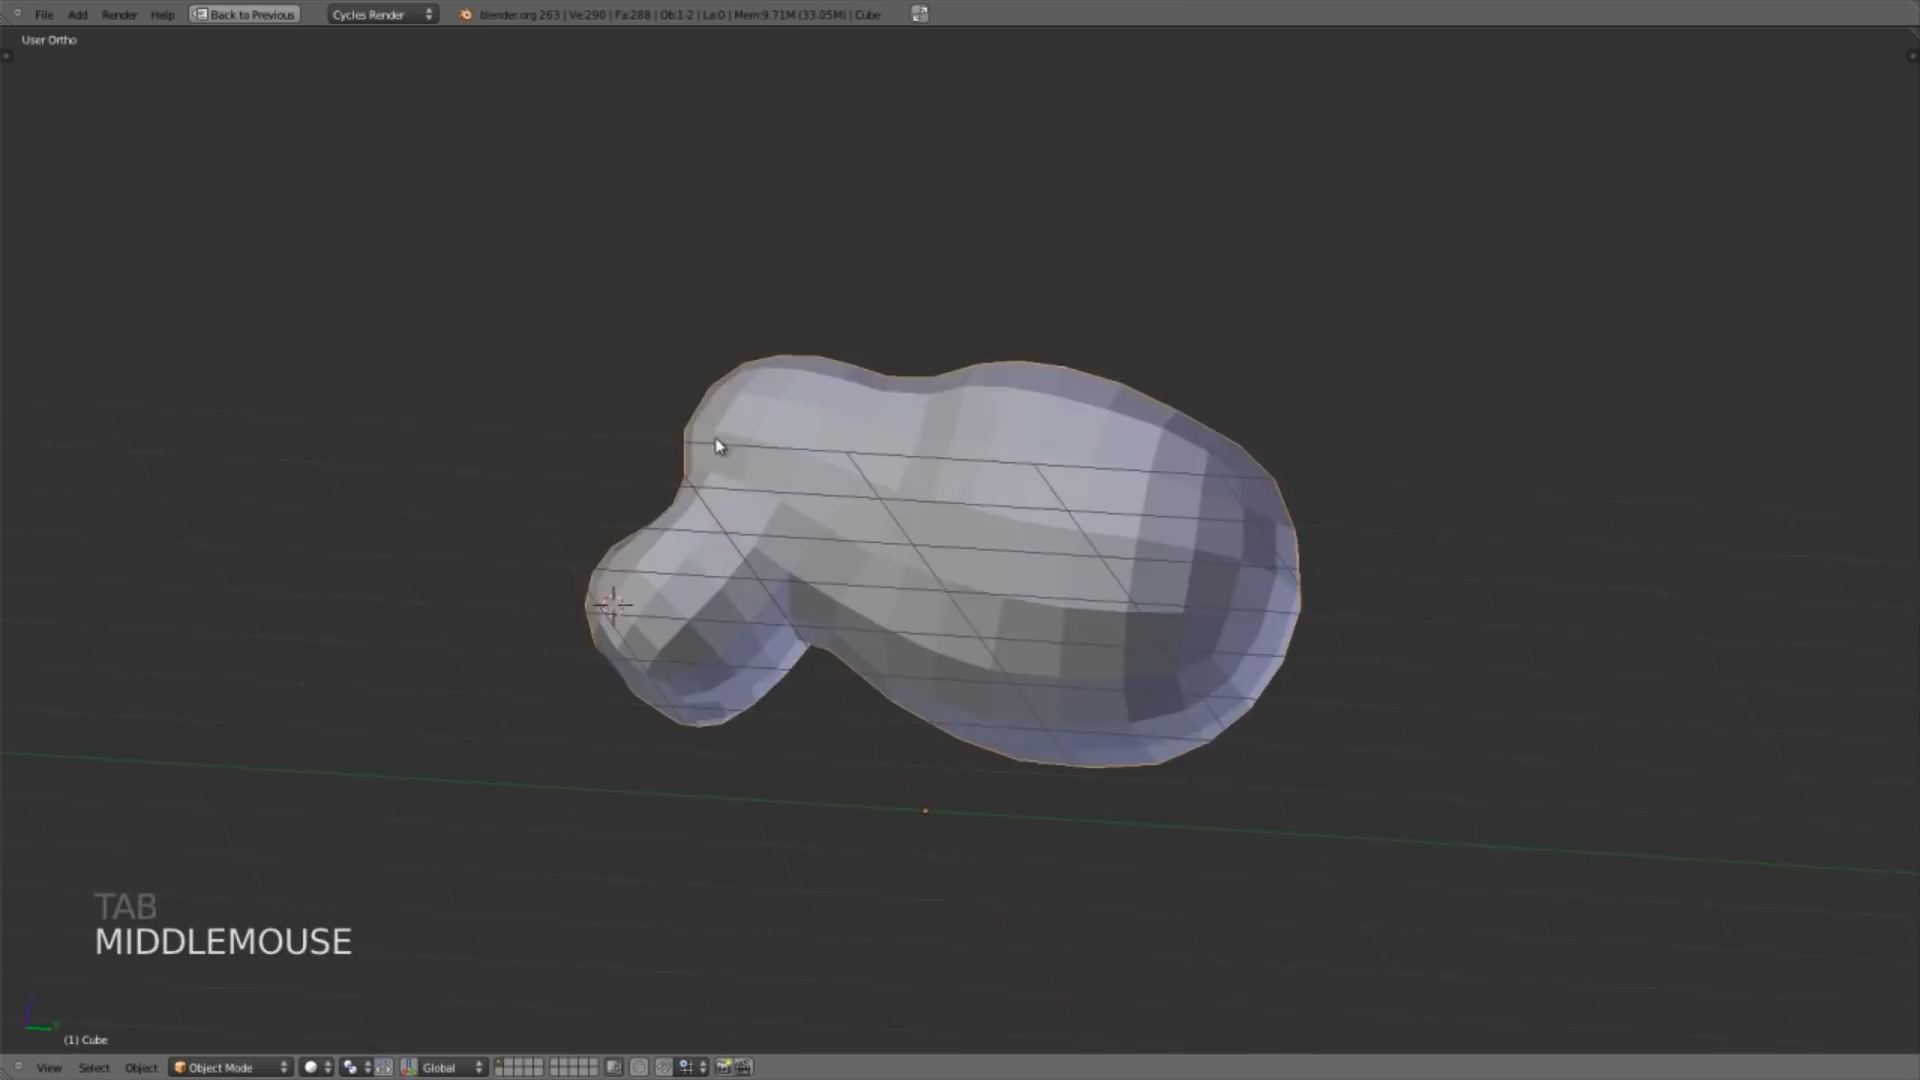 File Add Render Help Back to Previous Cycles Render blender.org 263 | Ve:290 | Fa:288 | Ob:1-2 | La:0 | Mem:9.71M (33.05M) | Cube
User Ortho
TAB
MIDDLEMOUSE
(1) Cube
View Select Object Object Mode Global